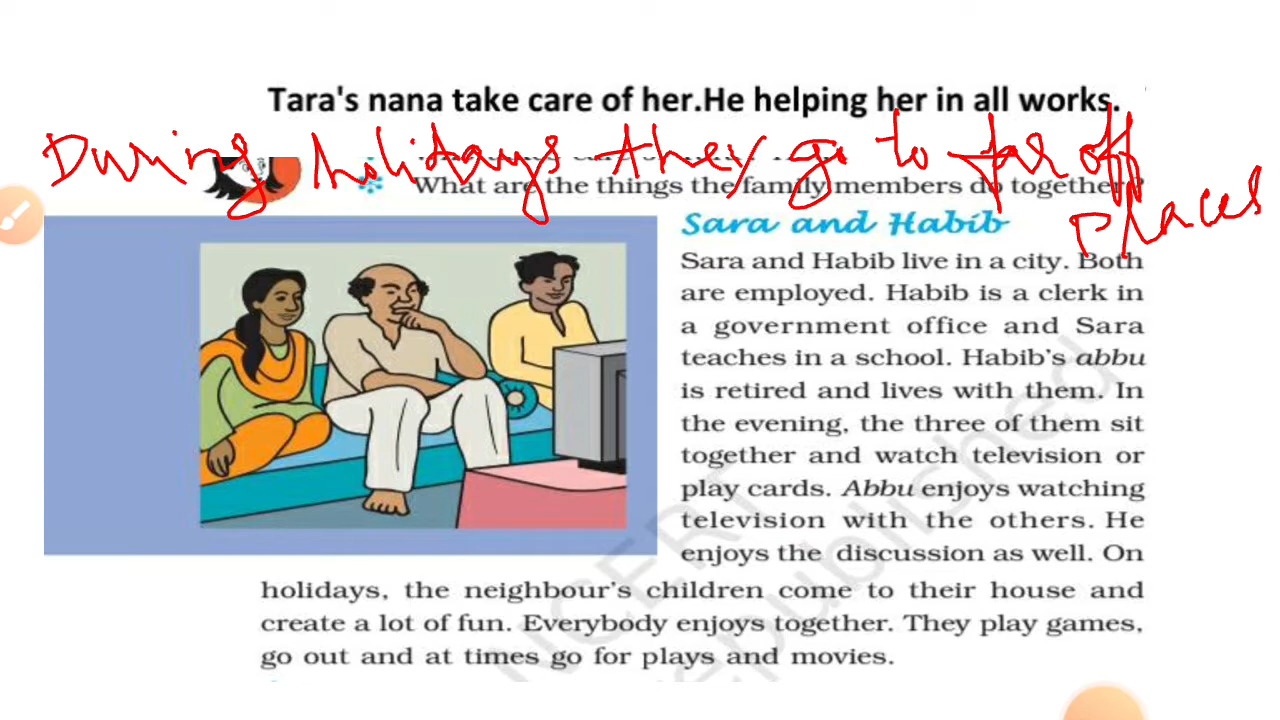 Tara's nana take care of her.He helping her in all works.
During holidays they go to far off
places
What are the things the family members do together?
Sara and Habib
Sara and Habib live in a city. Both
are employed. Habib is a clerk in
a government office and Sara
teaches in a school. Habib's abbu
is retired and lives with them. In
the evening, the three of them sit
together and watch television or
play cards. Abbu enjoys watching
television with the others. He
enjoys the discussion as well. On
holidays, the neighbour's children come to their house and
create a lot of fun. Everybody enjoys together. They play games,
go out and at times go for plays and movies.
NCERT
republished